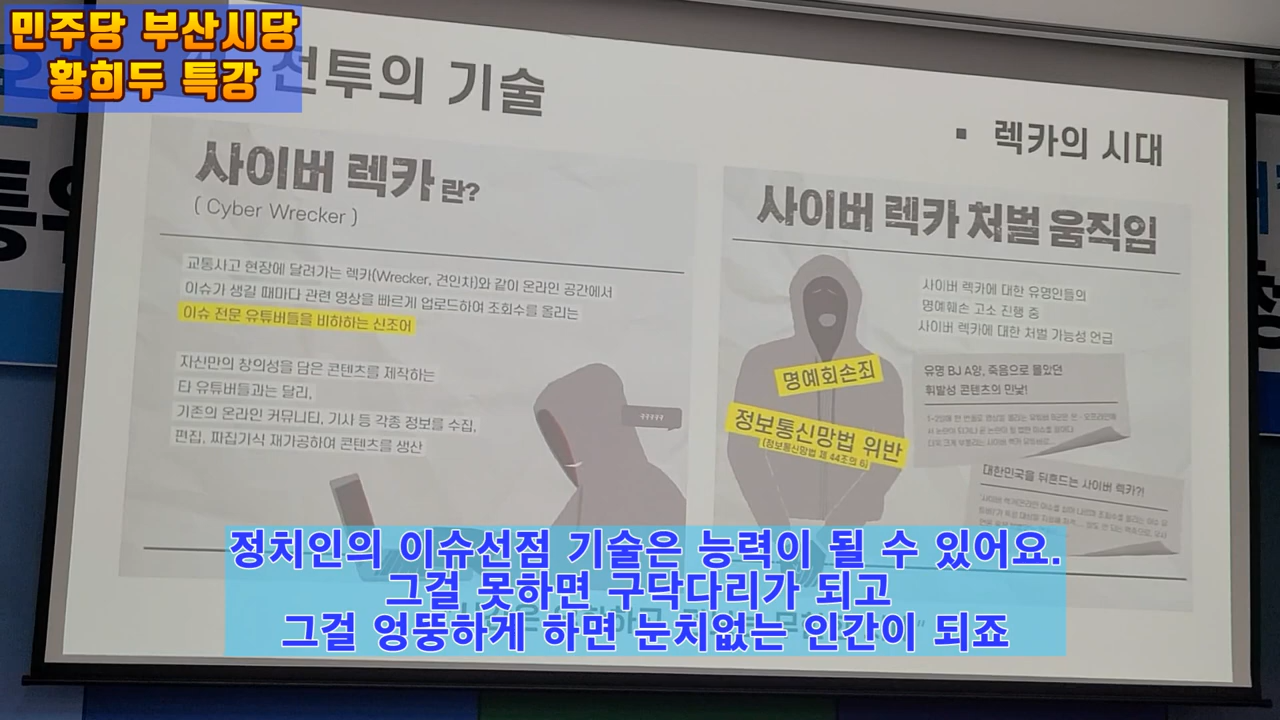 민주당 부산시당
황희두 특강
전투의 기술
▪ 렉카의 시대
사이버 렉카란?
( Cyber Wrecker )
교통사고 현장에 달려가는 렉카(Wrecker, 견인차)와 같이 온라인 공간에서
이슈가 생길 때마다 관련 영상을 빠르게 업로드하여 조회수를 올리는
이슈 전문 유튜버들을 비하하는 신조어
자신만의 창의성을 담은 콘텐츠를 제작하는
타 유튜버들과는 달리,
기존의 온라인 커뮤니티, 기사 등 각종 정보를 수집,
편집, 짜집기식 재가공하여 콘텐츠를 생산
ㅋㅋㅋㅋㅋ
사이버 렉카 처벌 움직임
사이버 렉카에 대한 유명인들의
명예훼손 고소 진행 중
사이버 렉카에 대한 처벌 가능성 언급
명예회손죄
정보통신망법 위반
(정보통신망법 제 44조의 6)
유명 BJ A양, 죽음으로 몰았던
휘발성 콘텐츠의 민낯!
대한민국을 뒤흔드는 사이버 렉카?!
정치인의 이슈선점 기술은 능력이 될 수 있어요.
그걸 못하면 구닥다리가 되고
그걸 엉뚱하게 하면 눈치없는 인간이 되죠